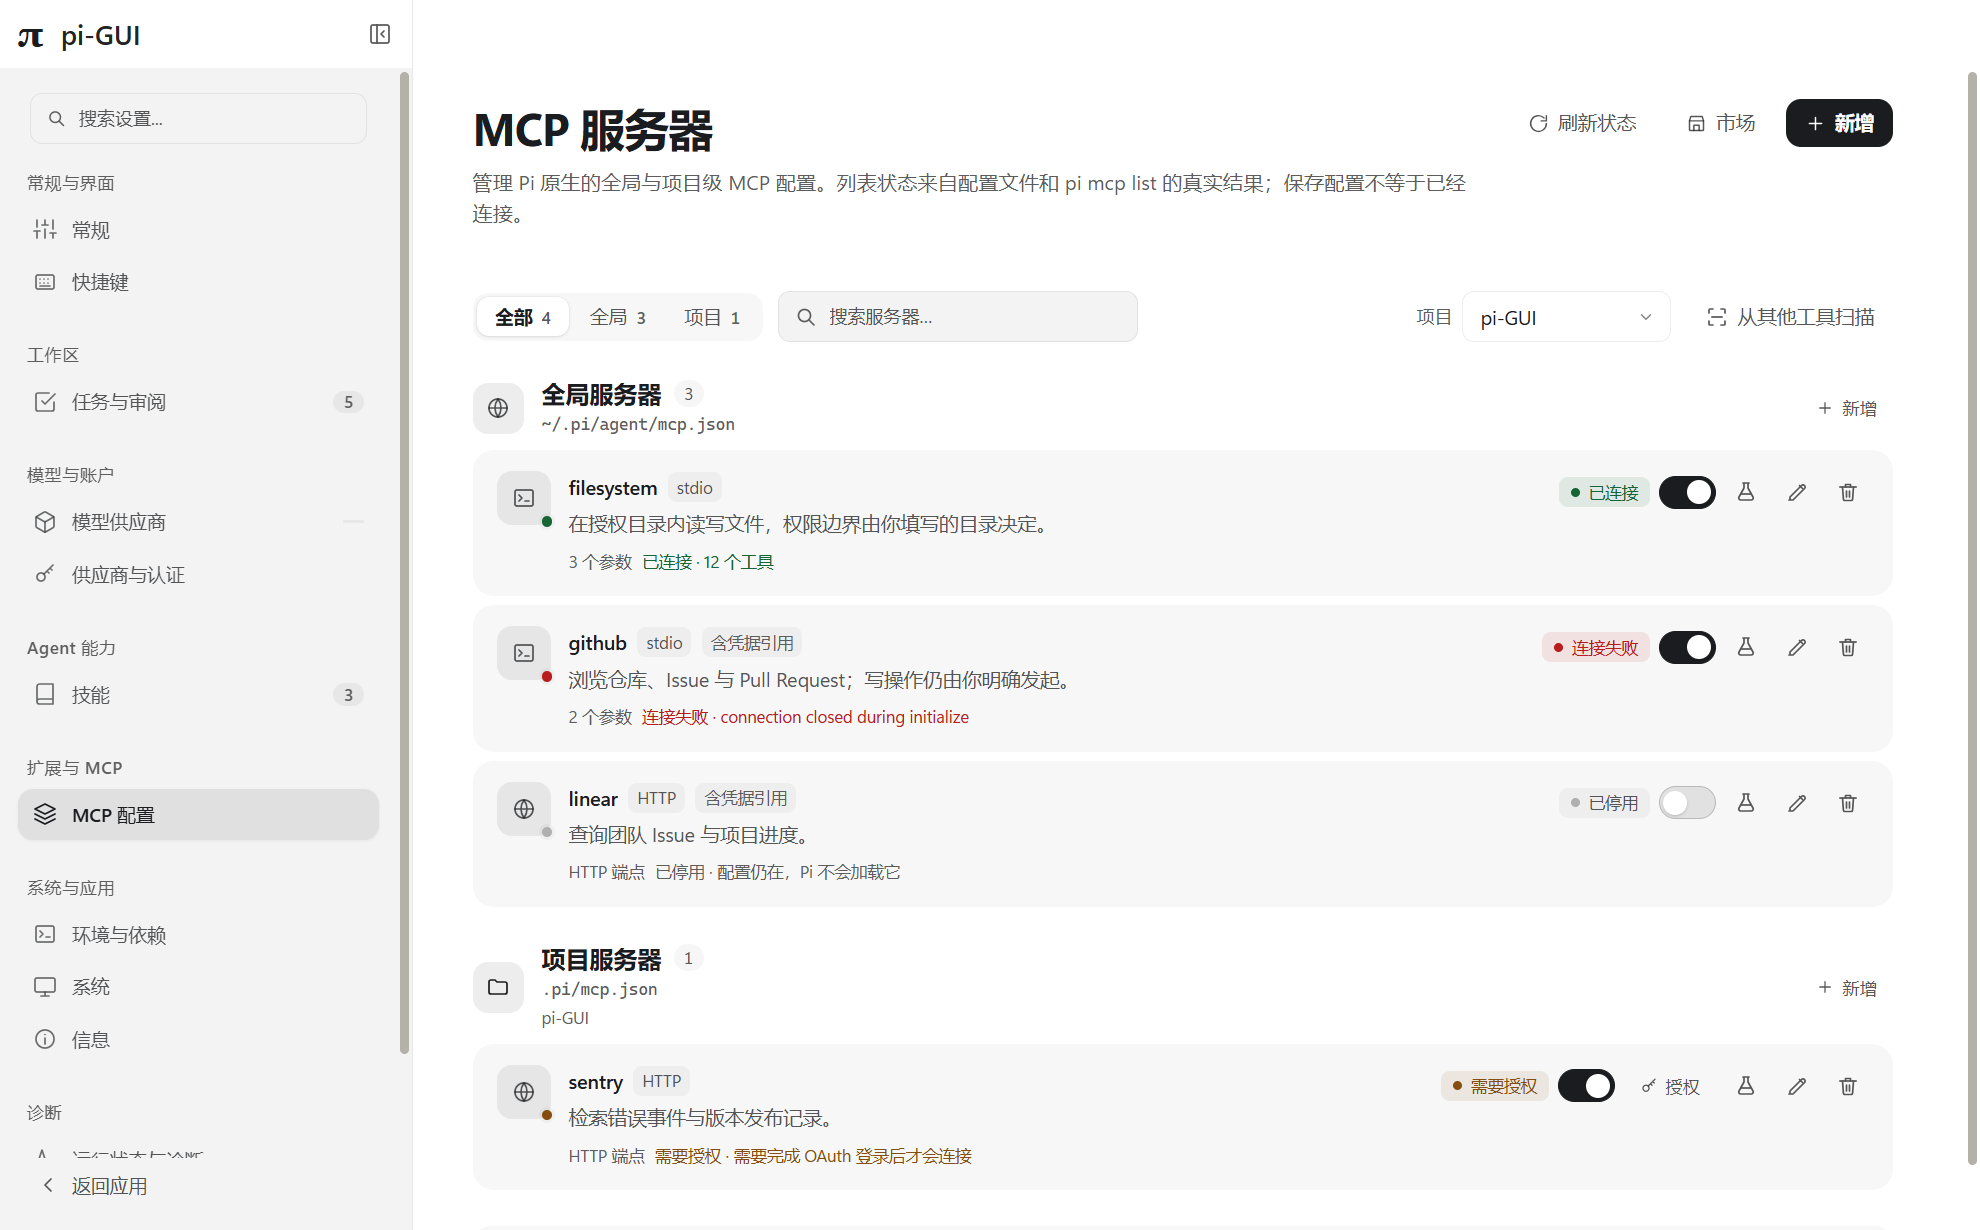 π pi-GUI
搜索设置...
常规与界面
常规
快捷键
工作区
任务与审阅 5
模型与账户
模型供应商
供应商与认证
Agent 能力
技能 3
扩展与 MCP
MCP 配置
系统与应用
环境与依赖
系统
信息
诊断
返回应用
MCP 服务器
刷新状态
市场
+ 新增
管理 Pi 原生的全局与项目级 MCP 配置。列表状态来自配置文件和 pi mcp list 的真实结果；保存配置不等于已经
连接。
全部 4 全局 3 项目 1
搜索服务器...
项目 pi-GUI
从其他工具扫描
全局服务器 3
~/.pi/agent/mcp.json
+ 新增
filesystem stdio
已连接
在授权目录内读写文件，权限边界由你填写的目录决定。
3 个参数 已连接 · 12 个工具
github stdio 含凭据引用
连接失败
浏览仓库、Issue 与 Pull Request；写操作仍由你明确发起。
2 个参数 连接失败 · connection closed during initialize
linear HTTP 含凭据引用
已停用
查询团队 Issue 与项目进度。
HTTP 端点 已停用 · 配置仍在，Pi 不会加载它
项目服务器 1
.pi/mcp.json
pi-GUI
+ 新增
sentry HTTP
需要授权
授权
检索错误事件与版本发布记录。
HTTP 端点 需要授权 · 需要完成 OAuth 登录后才会连接